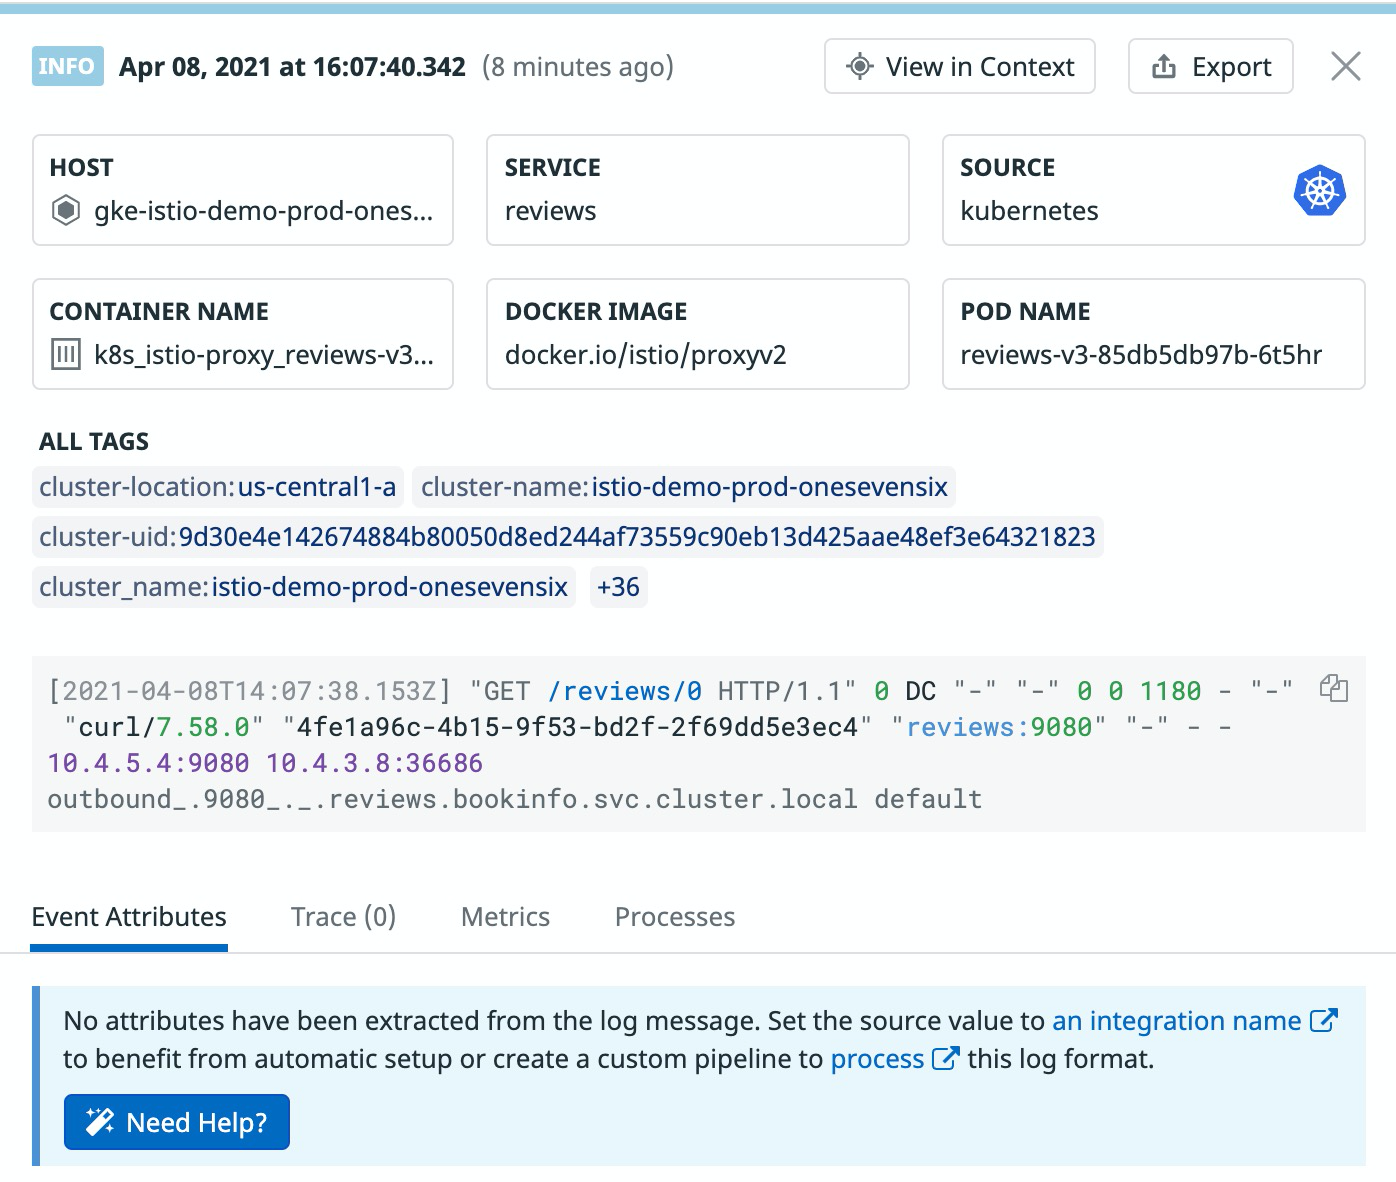 INFO Apr 08, 2021 at 16:07:40.342 (8 minutes ago) View in Context Export
HOST
gke-istio-demo-prod-ones...
SERVICE
reviews
SOURCE
kubernetes
CONTAINER NAME
k8s_istio-proxy_reviews-v3...
DOCKER IMAGE
docker.io/istio/proxyv2
POD NAME
reviews-v3-85db5db97b-6t5hr
ALL TAGS
cluster-location:us-central1-a cluster-name:istio-demo-prod-onesevensix
cluster-uid:9d30e4e142674884b80050d8ed244af73559c90eb13d425aae48ef3e64321823
cluster_name:istio-demo-prod-onesevensix +36
[2021-04-08T14:07:38.153Z] "GET /reviews/0 HTTP/1.1" 0 DC "-" "-" 0 0 1180 - "-"
"curl/7.58.0" "4fe1a96c-4b15-9f53-bd2f-2f69dd5e3ec4" "reviews:9080" "-" - -
10.4.5.4:9080 10.4.3.8:36686
outbound_.9080_._.reviews.bookinfo.svc.cluster.local default
Event Attributes Trace (0) Metrics Processes
No attributes have been extracted from the log message. Set the source value to an integration name
to benefit from automatic setup or create a custom pipeline to process this log format.
Need Help?